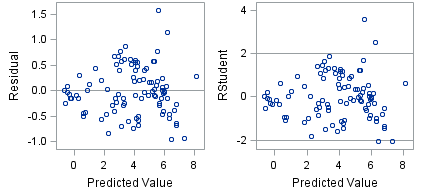 1.5
1.0
0.5
0.0
-0.5
-1.0
Residual
0 2 4 6 8
Predicted Value
4
2
0
-2
RStudent
0 2 4 6 8
Predicted Value